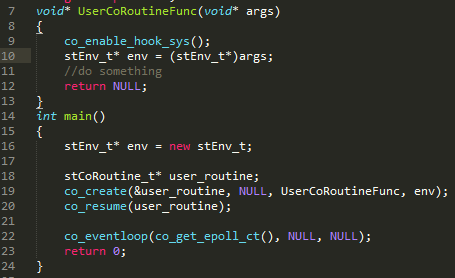 7 void* UserCoRoutineFunc(void* args)
8 {
9     co_enable_hook_sys();
10     stEnv_t* env = (stEnv_t*)args;
11     //do something
12     return NULL;
13 }
14 int main()
15 {
16     stEnv_t* env = new stEnv_t;
17
18     stCoRoutine_t* user_routine;
19     co_create(&user_routine, NULL, UserCoRoutineFunc, env);
20     co_resume(user_routine);
21
22     co_eventloop(co_get_epoll_ct(), NULL, NULL);
23     return 0;
24 }